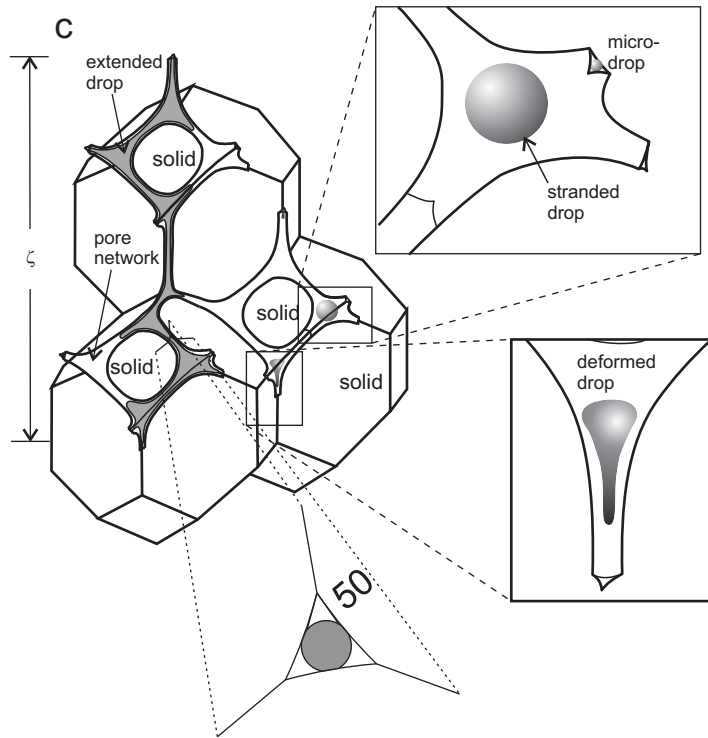 C
extended
drop
solid
pore
network
ζ
solid
solid
solid
micro-
drop
stranded
drop
deformed
drop
50